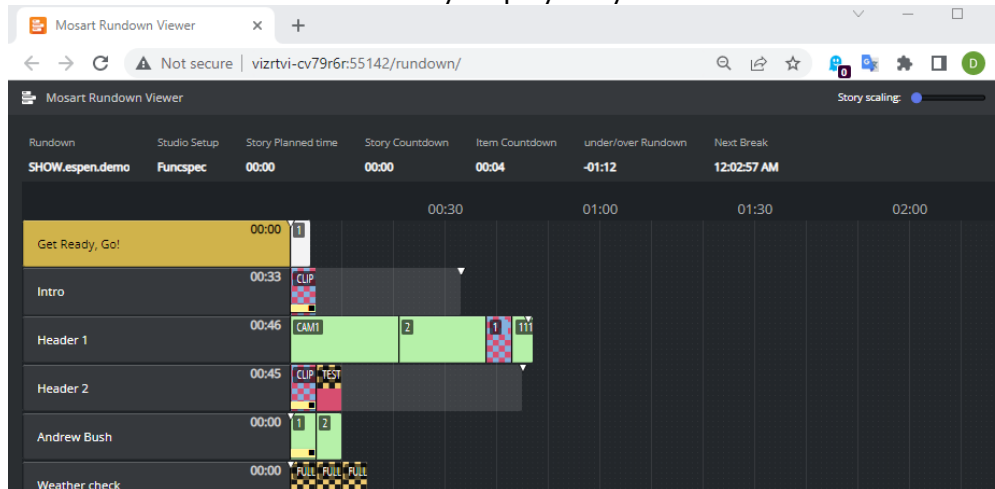 Mosart Rundown Viewer
Not secure vizrtvi-cv79r6r:55142/rundown/
0
D
Mosart Rundown Viewer
Story scaling:
Rundown Studio Setup Story Planned time Story Countdown Item Countdown under/over Rundown Next Break
SHOW.espen.demo Funcspec 00:00 00:00 00:04 -01:12 12:02:57 AM
00:30 01:00 01:30 02:00
Get Ready, Go! 00:00 1
Intro 00:33 CLIP
Header 1 00:46 CAM1 2 1 111
Header 2 00:45 CLIP TEST
Andrew Bush 00:00 1 2
Weather check 00:00 FULL FULL FULL